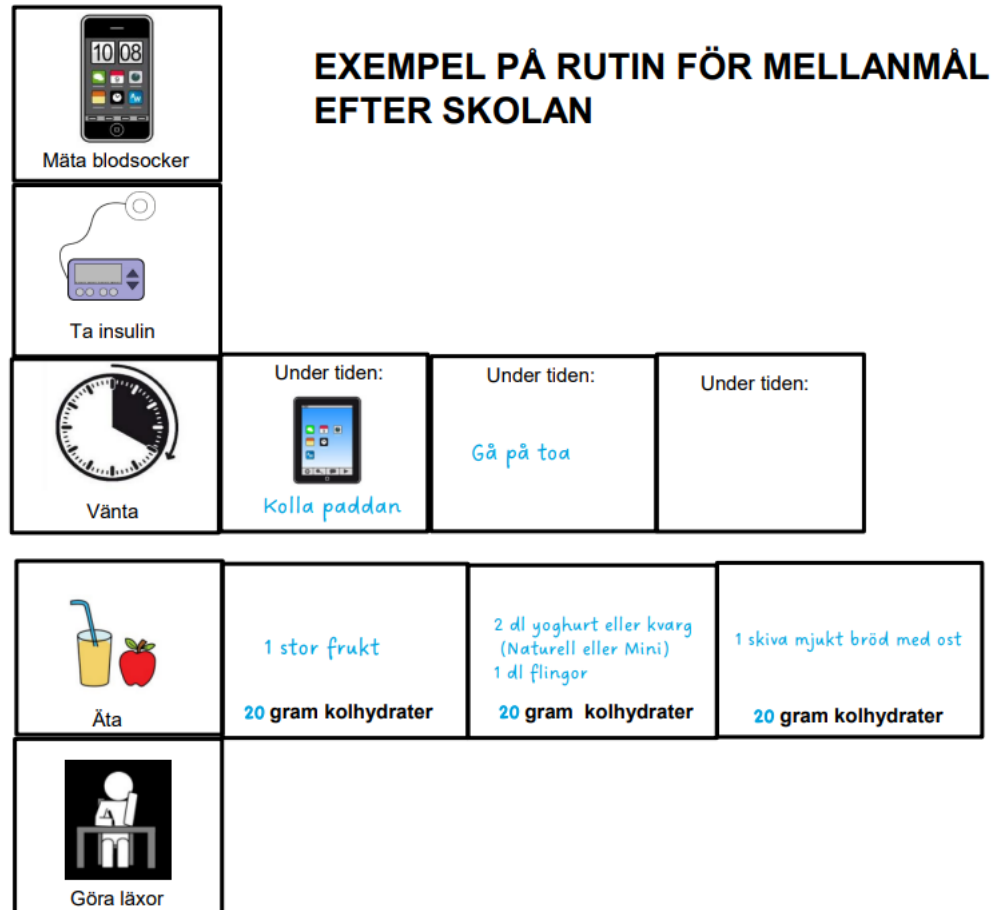 10 08
EXEMPEL PÅ RUTIN FÖR MELLANMÅL
EFTER SKOLAN
Mäta blodsocker
Ta insulin
Vänta
Under tiden:
Kolla paddan
Under tiden:
Gå på toa
Under tiden:
Äta
1 stor frukt
20 gram kolhydrater
2 dl yoghurt eller kvarg
(Naturell eller Mini)
1 dl flingor
20 gram kolhydrater
1 skiva mjukt bröd med ost
20 gram kolhydrater
Göra läxor